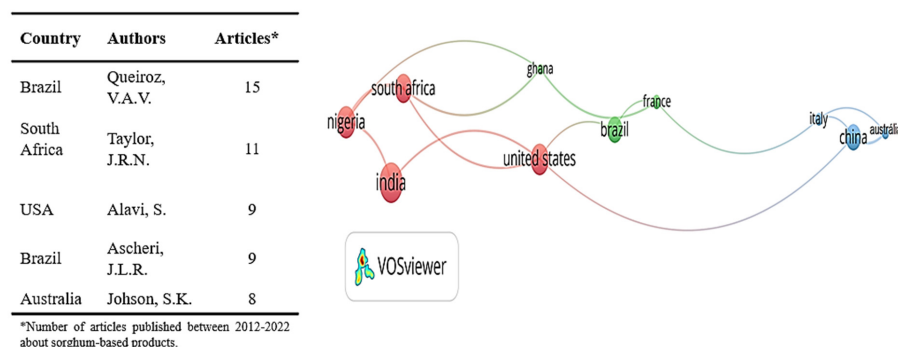 Country Authors Articles*
Brazil Queiroz, V.A.V. 15
South Africa Taylor, J.R.N. 11
USA Alavi, S. 9
Brazil Ascheri, J.L.R. 9
Australia Johson, S.K. 8
*Number of articles published between 2012-2022
about sorghum-based products.
ghana
south africa
france
nigeria
brazil
italy
australia
china
united states
india
VOSviewer